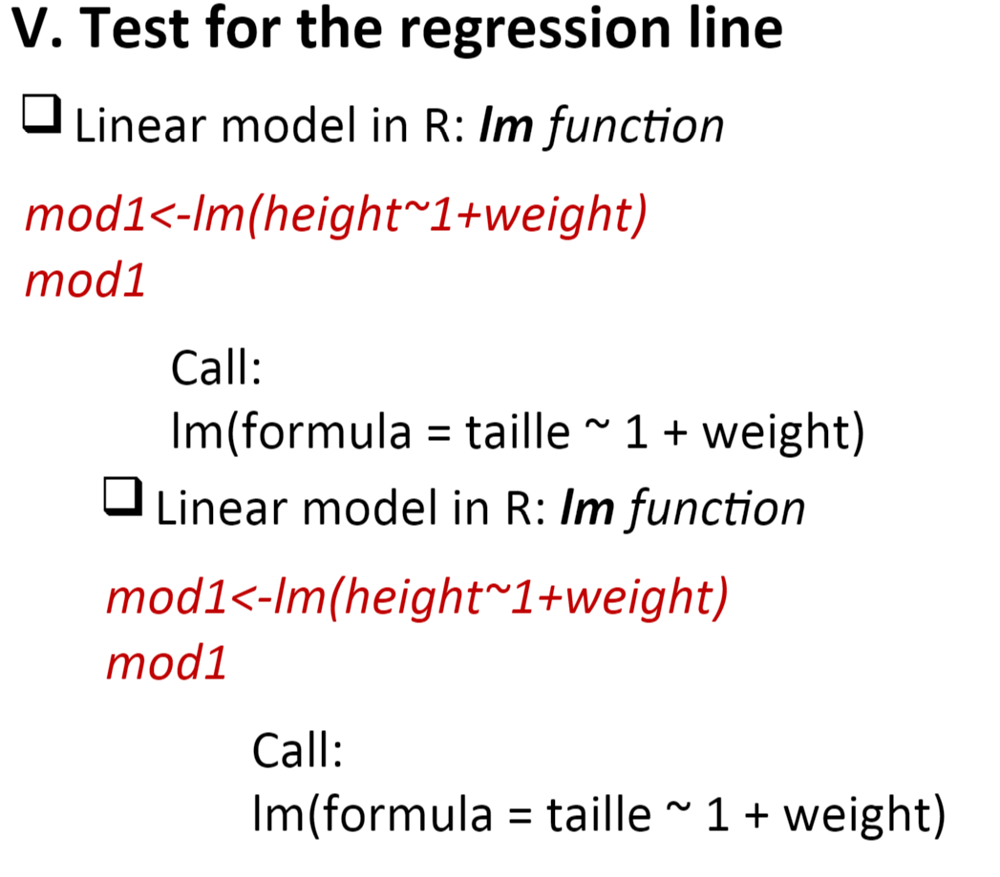 V. Test for the regression line
Linear model in R: lm function
mod1<-lm(height~1+weight)
mod1
Call:
lm(formula = taille ~ 1 + weight)
Linear model in R: lm function
mod1<-lm(height~1+weight)
mod1
Call:
lm(formula = taille ~ 1 + weight)